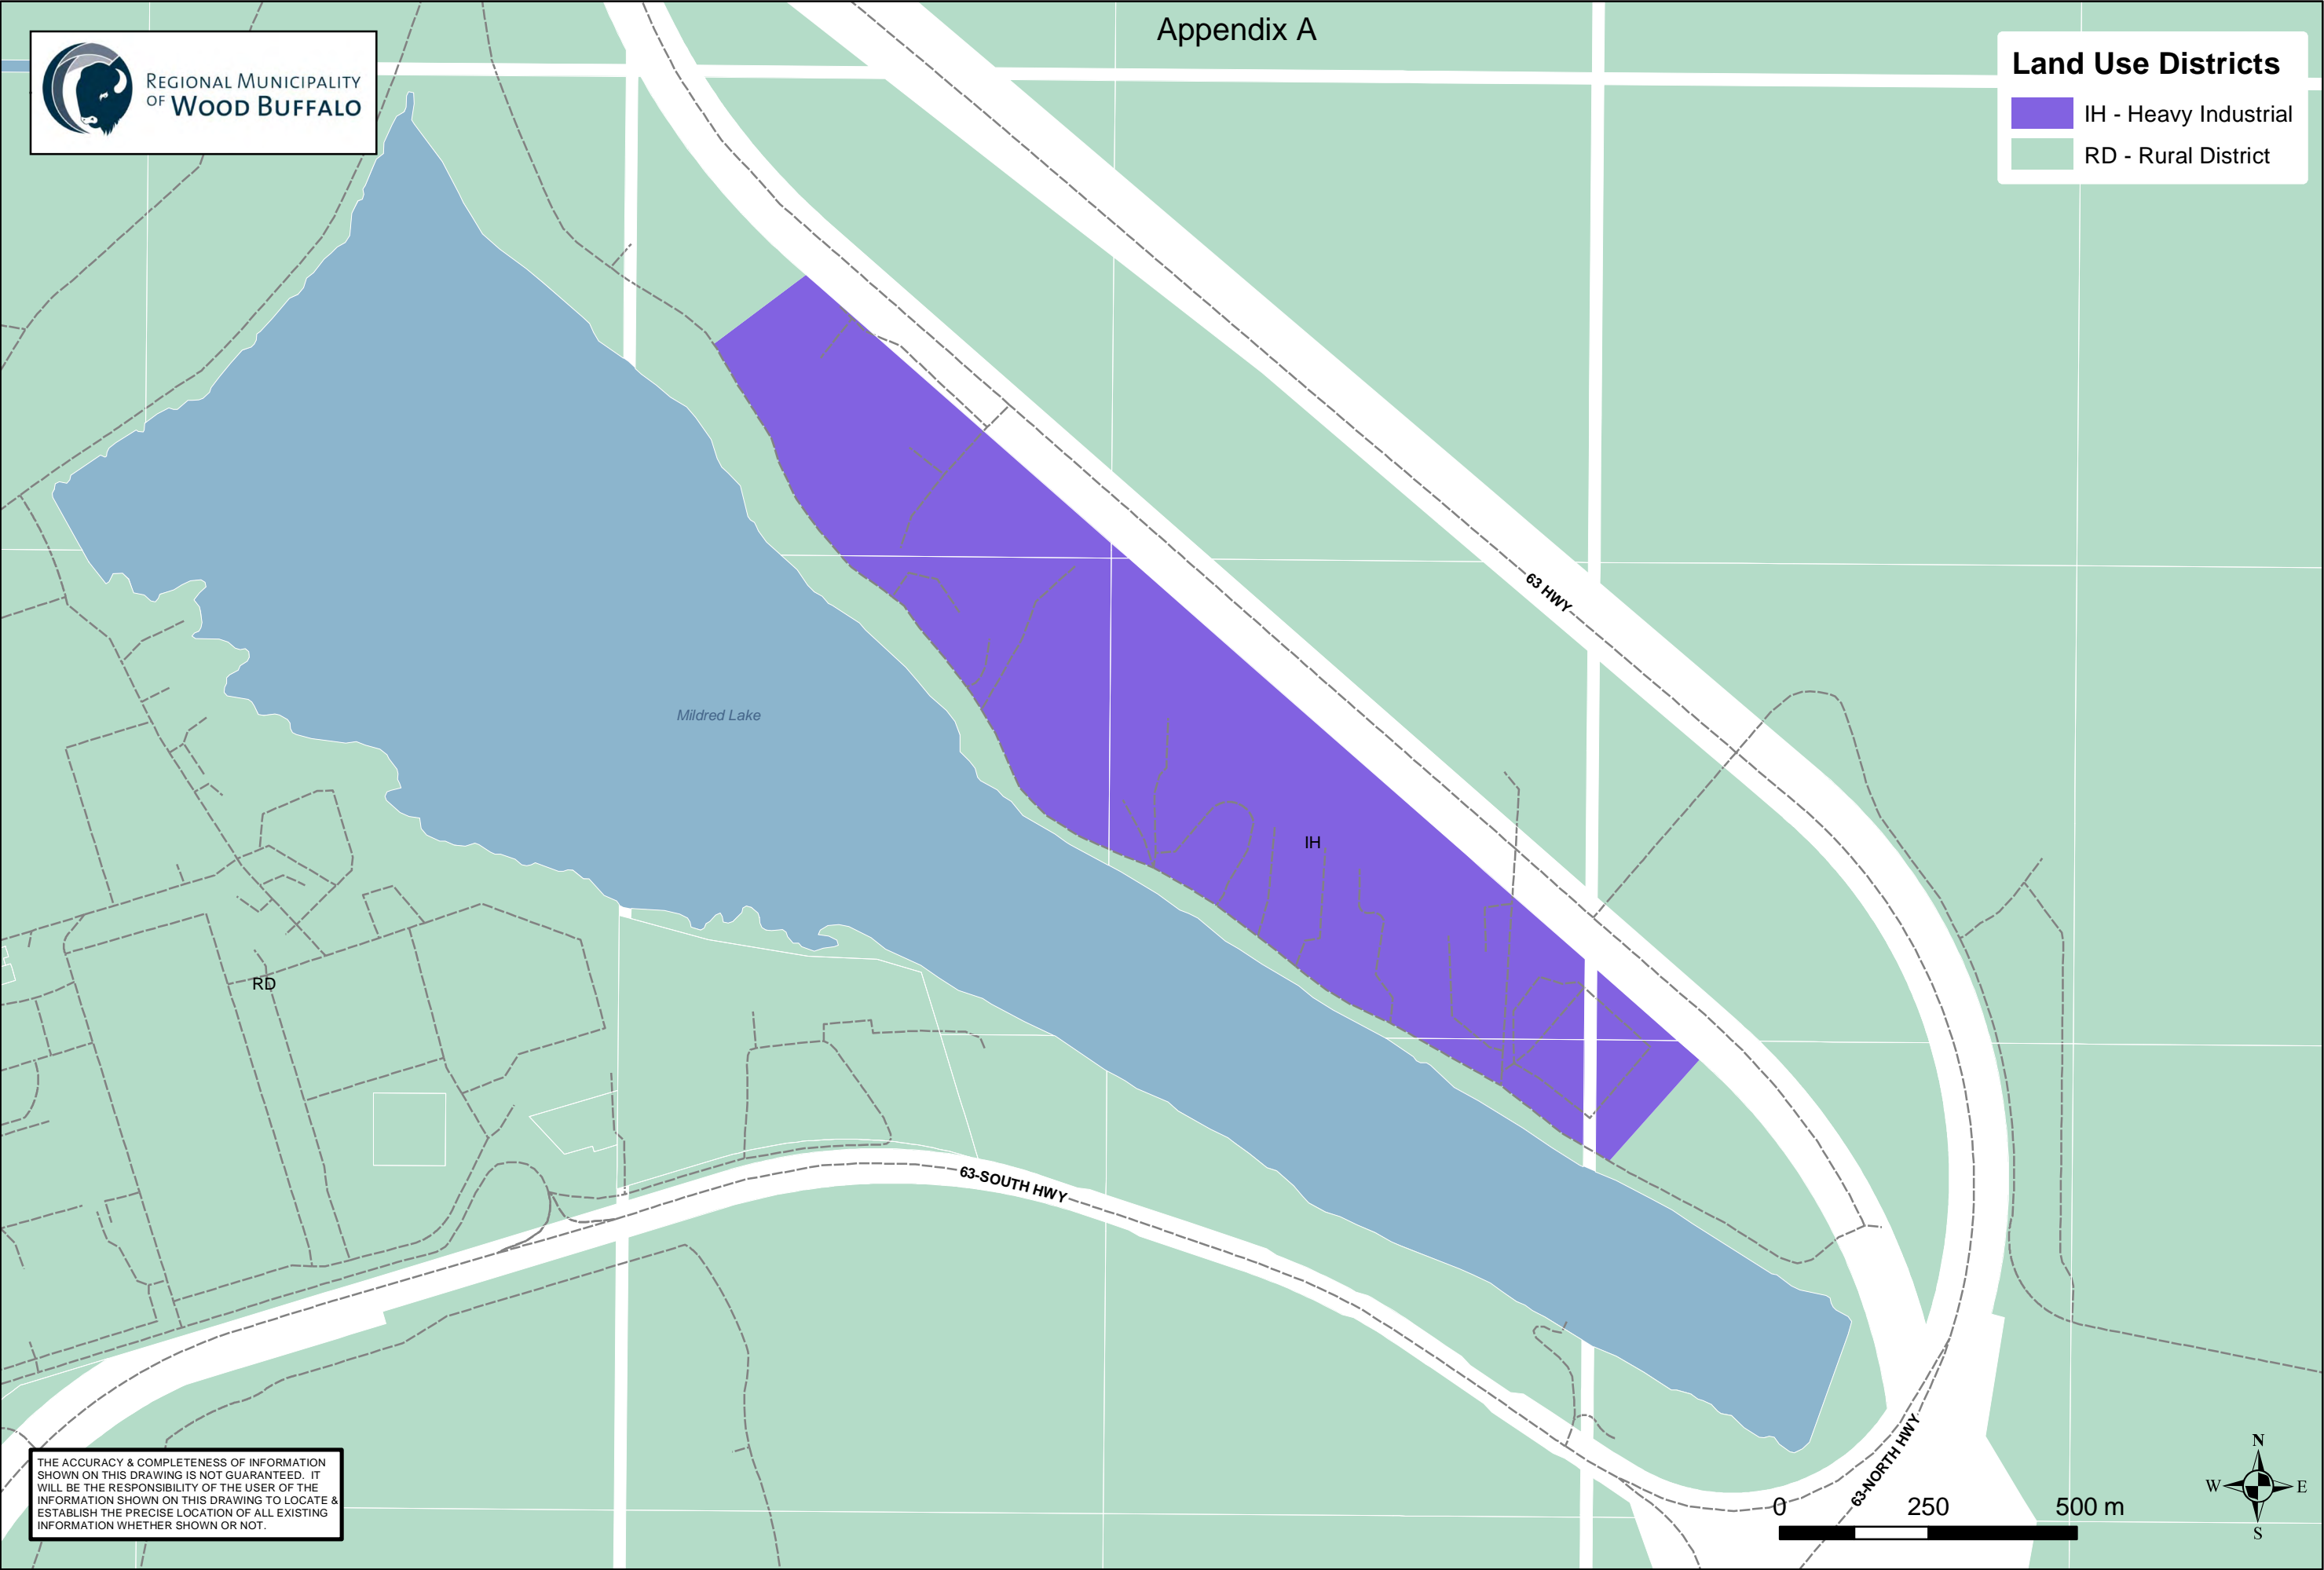 Appendix A
REGIONAL MUNICIPALITY
OF WOOD BUFFALO
Land Use Districts
IH - Heavy Industrial
RD - Rural District
63 HWY
Mildred Lake
IH
RD
63-SOUTH HWY
63-NORTH HWY
THE ACCURACY & COMPLETENESS OF INFORMATION
SHOWN ON THIS DRAWING IS NOT GUARANTEED. IT
WILL BE THE RESPONSIBILITY OF THE USER OF THE
INFORMATION SHOWN ON THIS DRAWING TO LOCATE &
ESTABLISH THE PRECISE LOCATION OF ALL EXISTING
INFORMATION WHETHER SHOWN OR NOT.
0 250 500 m
N
W E
S